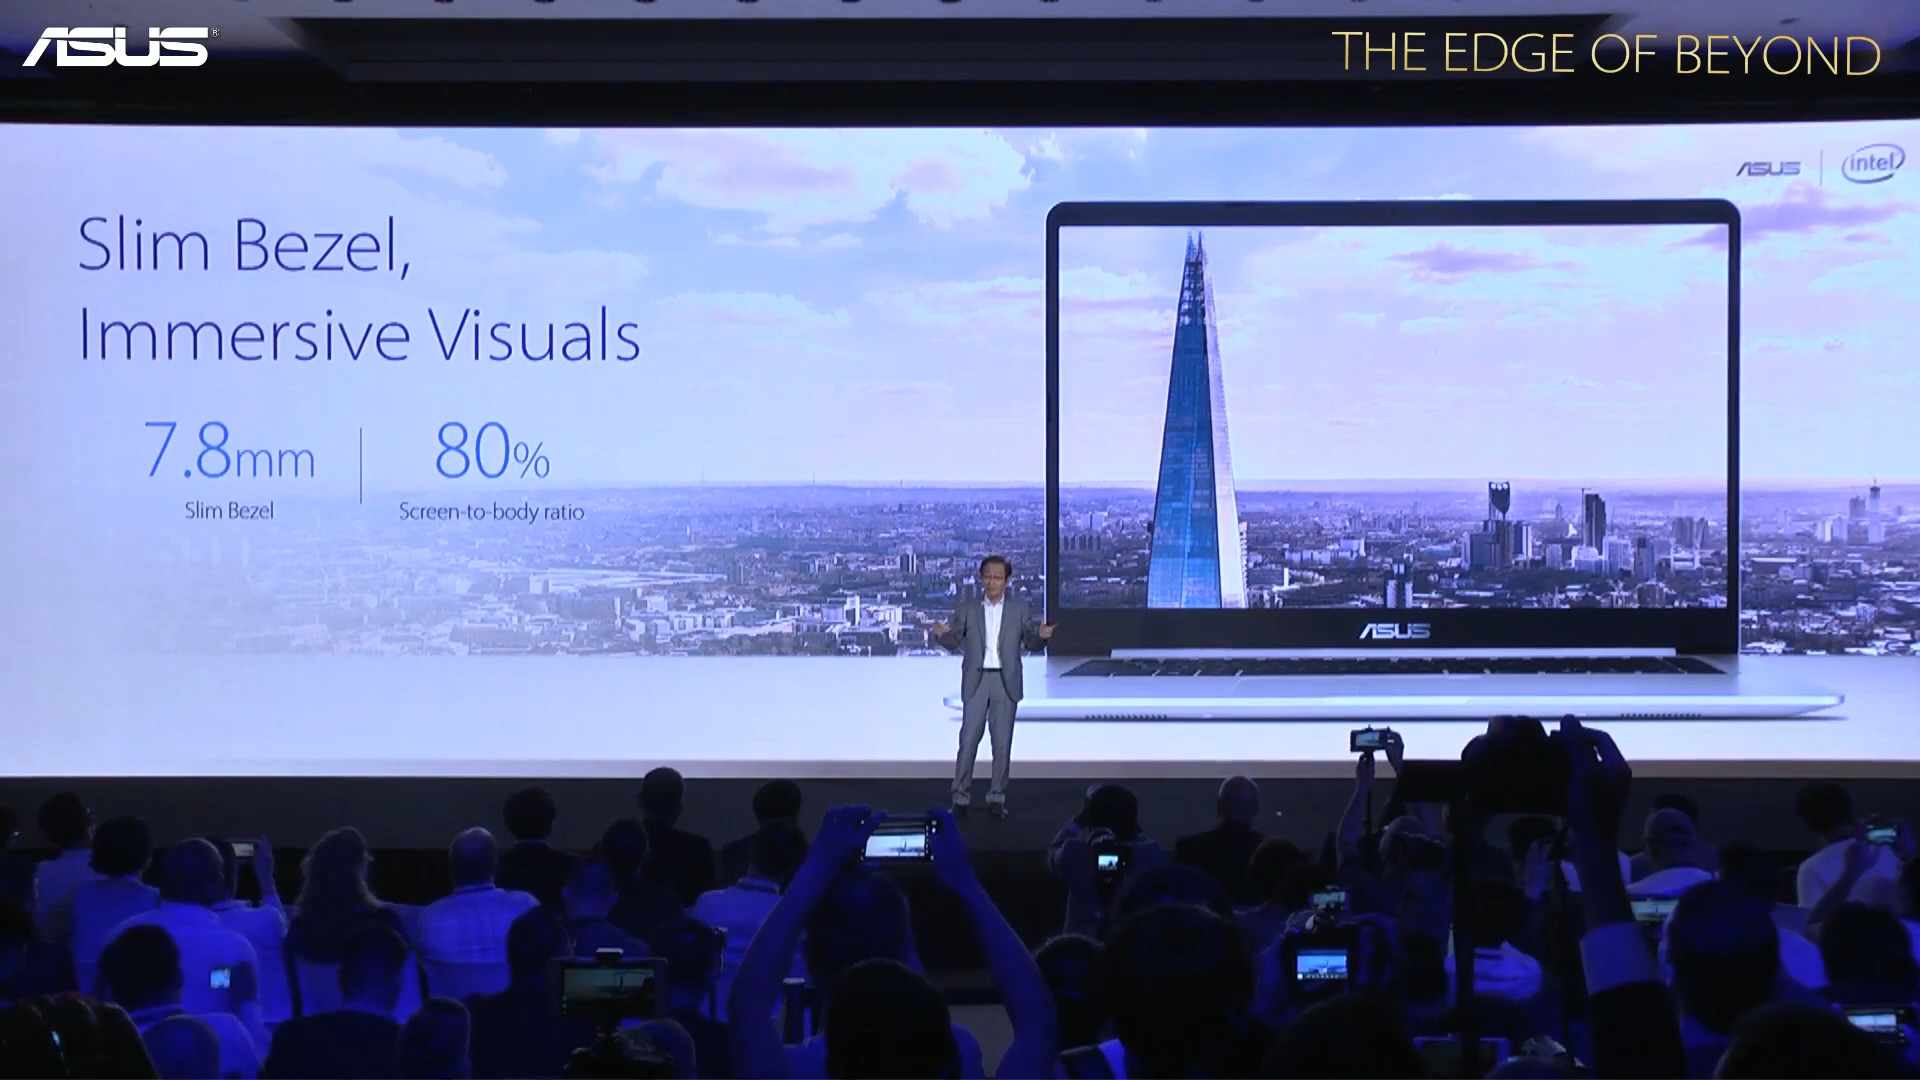 ASUS®
THE EDGE OF BEYOND
ASUS | intel
Slim Bezel,
Immersive Visuals
7.8mm
Slim Bezel
80%
Screen-to-body ratio
ASUS